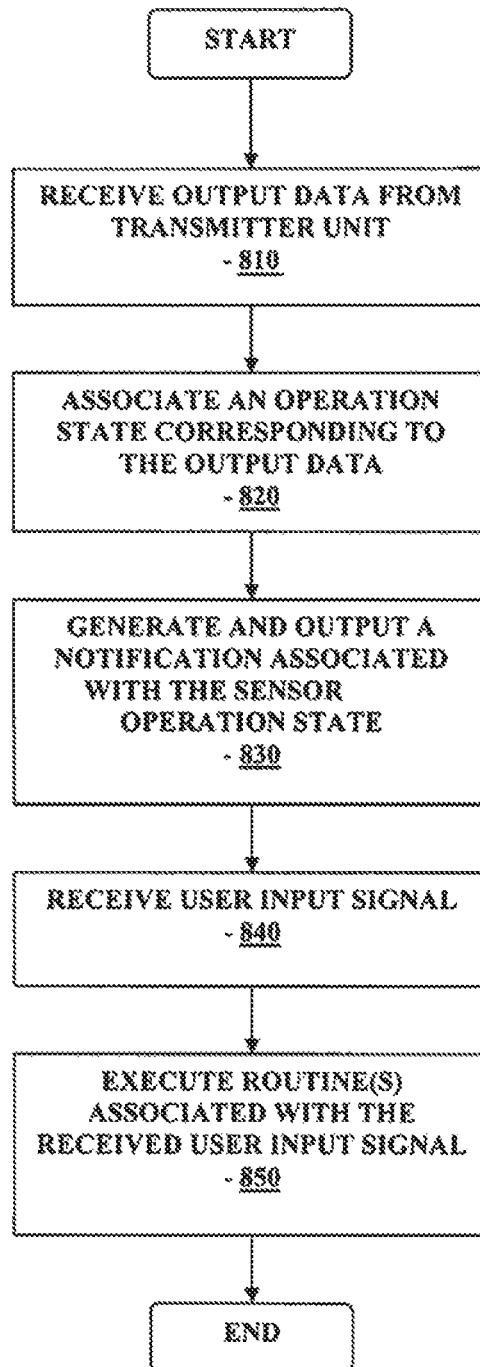 START
RECEIVE OUTPUT DATA FROM
TRANSMITTER UNIT
- 810
ASSOCIATE AN OPERATION
STATE CORRESPONDING TO
THE OUTPUT DATA
- 820
GENERATE AND OUTPUT A
NOTIFICATION ASSOCIATED
WITH THE SENSOR
OPERATION STATE
- 830
RECEIVE USER INPUT SIGNAL
- 840
EXECUTE ROUTINE(S)
ASSOCIATED WITH THE
RECEIVED USER INPUT SIGNAL
- 850
END